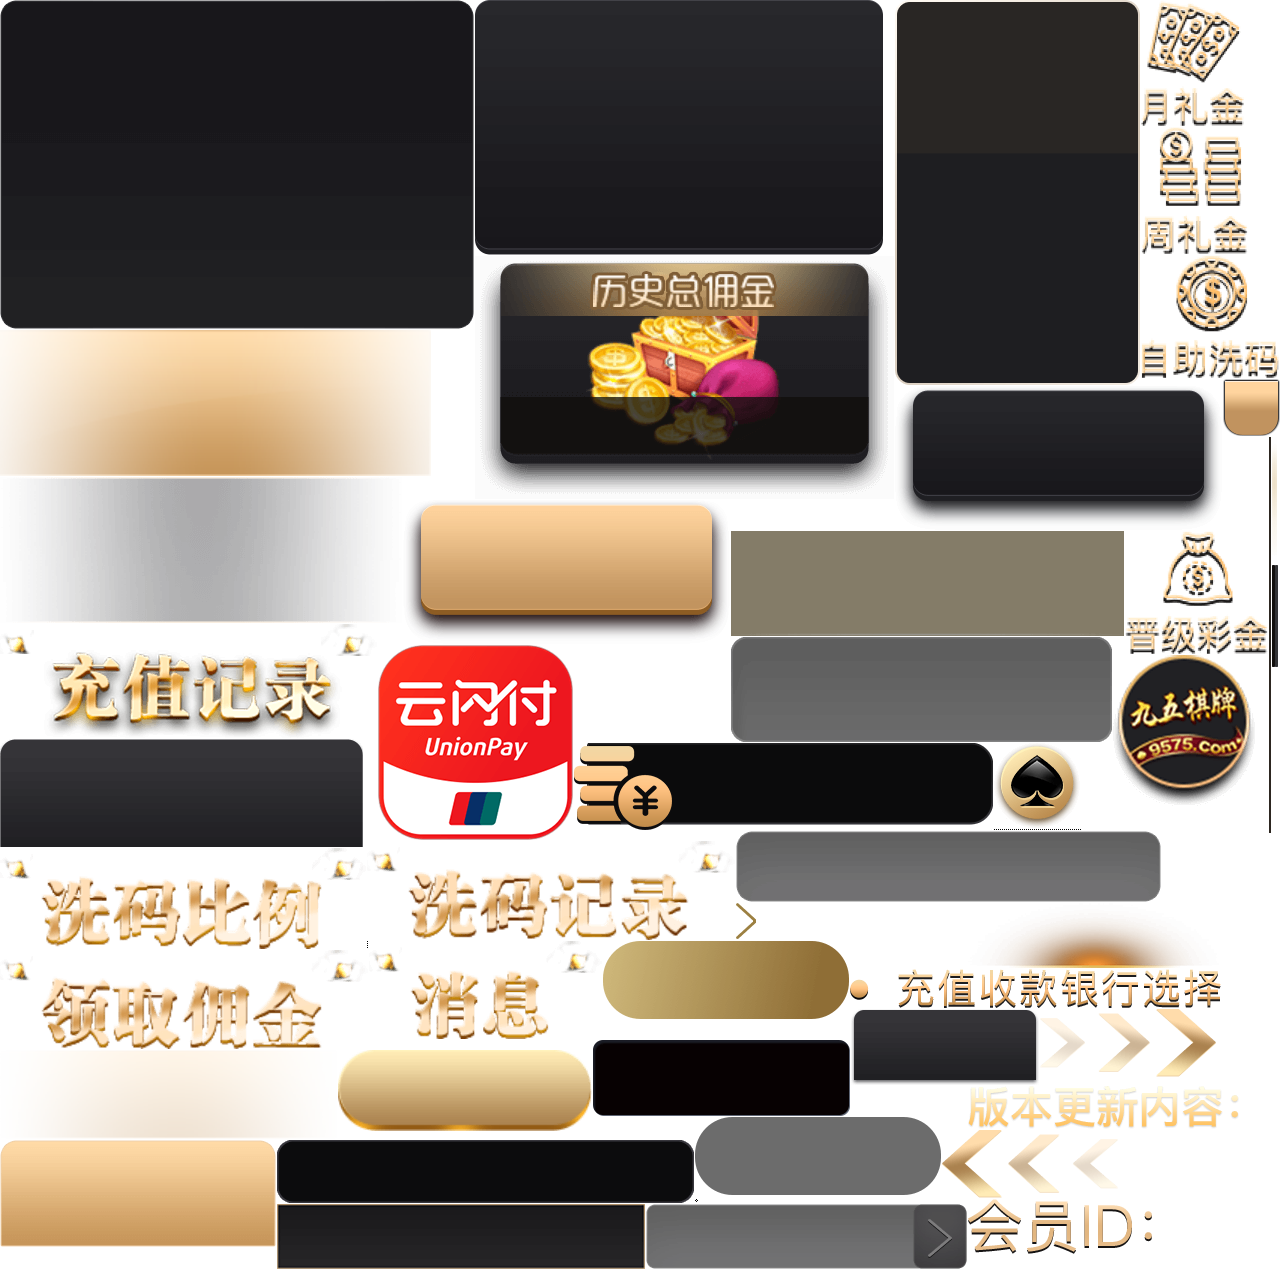 月礼金
周礼金
历史总佣金
自助洗码
晋级彩金
充值记录
云闪付
UnionPay
九五棋牌
9575.com
¥
洗码比例
洗码记录
领取佣金
消息
充值收款银行选择
版本更新内容：
会员ID：